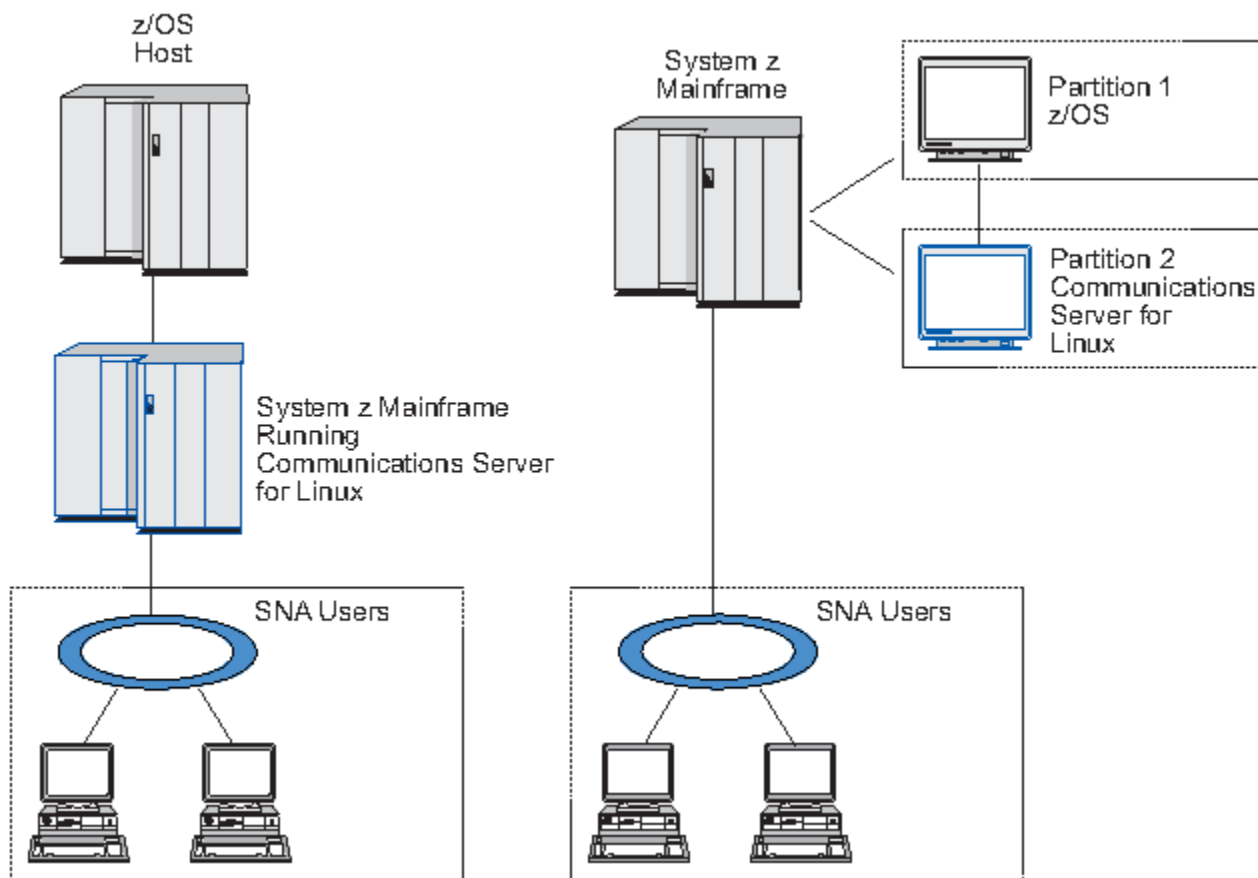 z/OS
Host
System z Mainframe
Running
Communications Server
for Linux
SNA Users
System z
Mainframe
Partition 1
z/OS
Partition 2
Communications
Server for
Linux
SNA Users